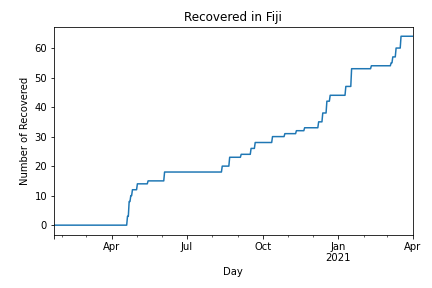 Recovered in Fiji
Number of Recovered
60
50
40
30
20
10
0
Apr
Jul
Oct
Jan
2021
Apr
Day